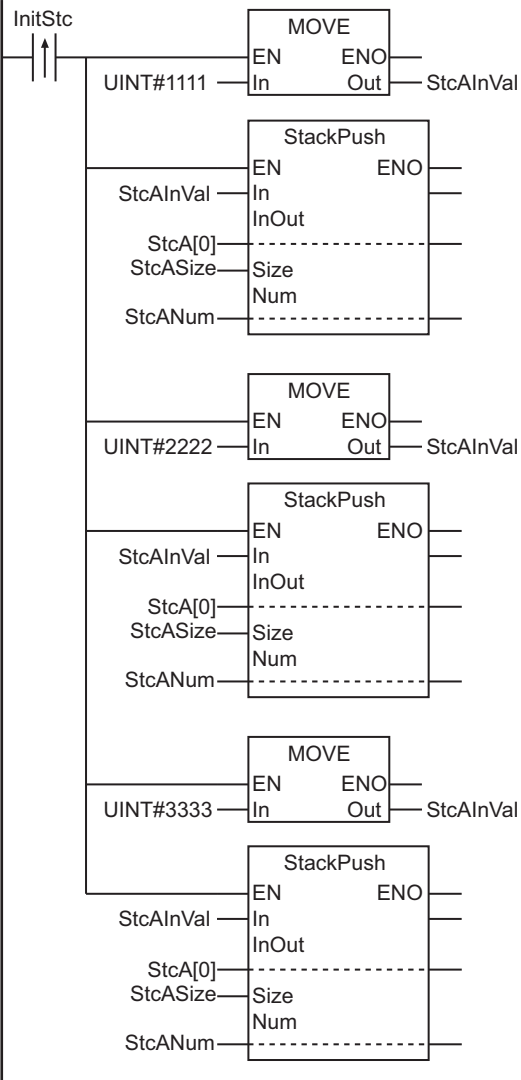 InitStc
MOVE
EN ENO
UINT#1111 In Out StcAInVal
StackPush
EN ENO
StcAInVal In
InOut
StcA[0]
StcASize Size
Num
StcANum
MOVE
EN ENO
UINT#2222 In Out StcAInVal
StackPush
EN ENO
StcAInVal In
InOut
StcA[0]
StcASize Size
Num
StcANum
MOVE
EN ENO
UINT#3333 In Out StcAInVal
StackPush
EN ENO
StcAInVal In
InOut
StcA[0]
StcASize Size
Num
StcANum